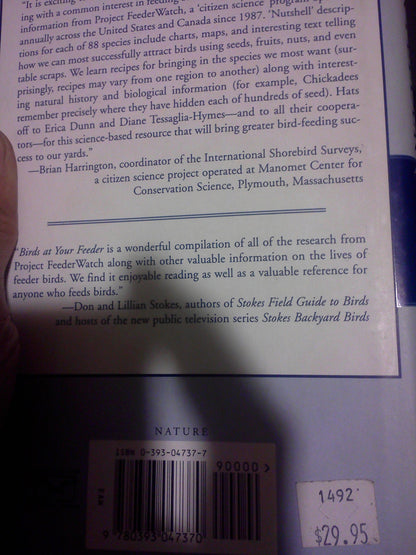 "It is exciting
ing with a common interest in feeding
information from Project FeederWatch, a 'citizen science' program
annually across the United States and Canada since 1987. 'Nutshell' descrip-
tions for each of 88 species include charts, maps, and interesting text telling
how we can most successfully attract birds using seeds, fruits, nuts, and even
table scraps. We learn recipes for bringing in the species we most want (sur-
prisingly, recipes may vary from one region to another) along with interest-
ing natural history and biological information (for example, Chickadees
remember precisely where they have hidden each of hundreds of seed). Hats
off to Erica Dunn and Diane Tessaglia-Hymes—and to all their coopera-
tors—for this science-based resource that will bring greater bird-feeding suc-
cess to our yards."
—Brian Harrington, coordinator of the International Shorebird Surveys,
a citizen science project operated at Manomet Center for
Conservation Science, Plymouth, Massachusetts
"Birds at Your Feeder is a wonderful compilation of all of the research from
Project FeederWatch along with other valuable information on the lives of
feeder birds. We find it enjoyable reading as well as a valuable reference for
anyone who feeds birds."
—Don and Lillian Stokes, authors of Stokes Field Guide to Birds
and hosts of the new public television series Stokes Backyard Birds
NATURE
ISBN 0-393-04737-7
90000>
EAN
9 780393 047370
1492
$29.95